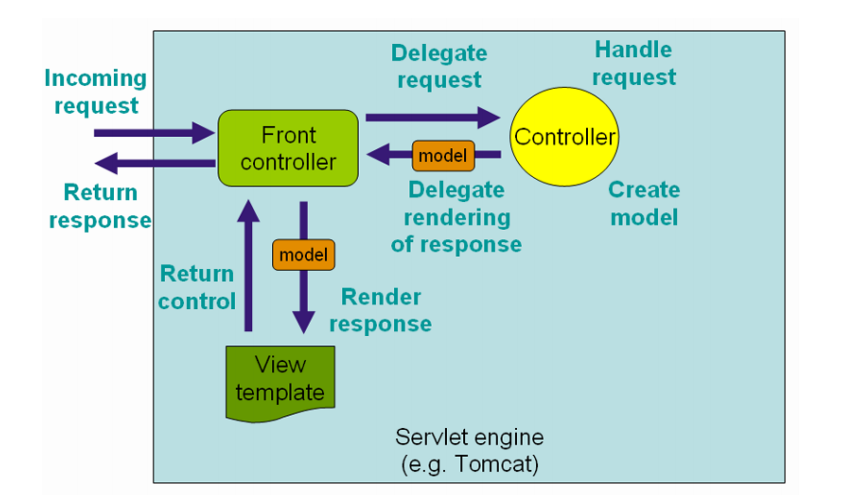 Incoming
request
Return
response
Front
controller
Delegate
request
Handle
request
Controller
model
Delegate
rendering
of response
Create
model
model
Return
control
Render
response
View
template
Servlet engine
(e.g. Tomcat)